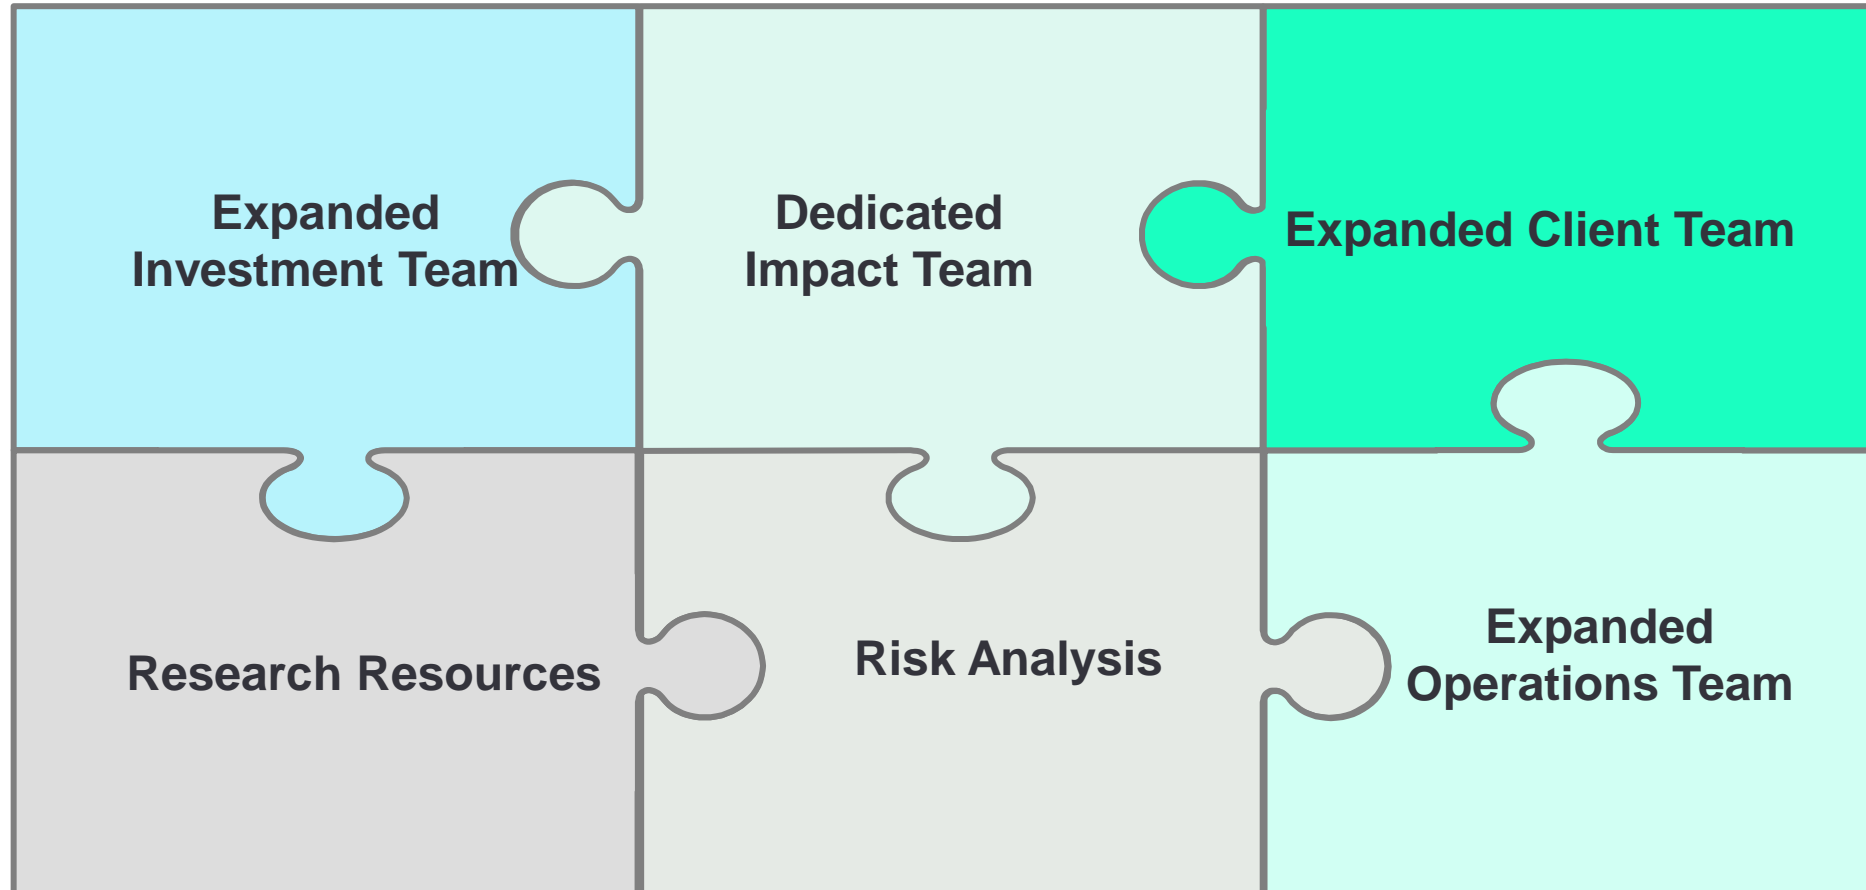 Expanded
Investment Team
Dedicated
Impact Team
Expanded Client Team
Research Resources
Risk Analysis
Expanded
Operations Team